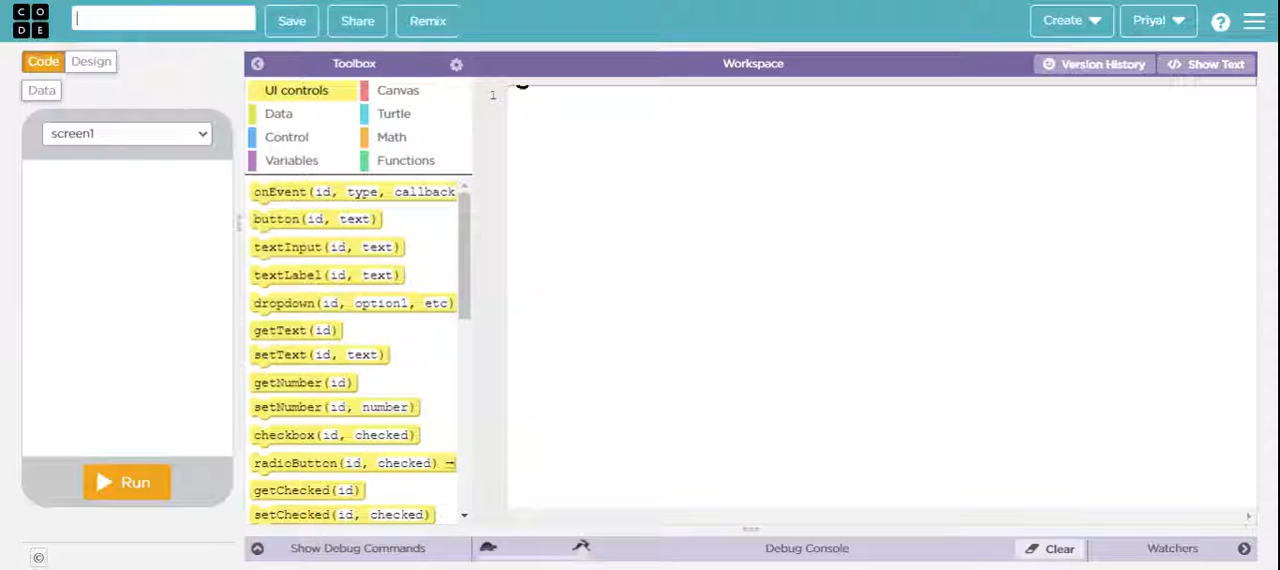 C O
D E
Save
Share
Remix
Create
Priyal
?
Code
Design
Data
screen1
Run
©
Toolbox
Workspace
Version History
</> Show Text
UI controls
Canvas
Data
Turtle
Control
Math
Variables
Functions
onEvent(id, type, callback
button(id, text)
textInput(id, text)
textLabel(id, text)
dropdown(id, option1, etc)
getText(id)
setText(id, text)
getNumber(id)
setNumber(id, number)
checkbox(id, checked)
radioButton(id, checked)
getChecked(id)
setChecked(id, checked)
1
Show Debug Commands
Debug Console
Clear
Watchers